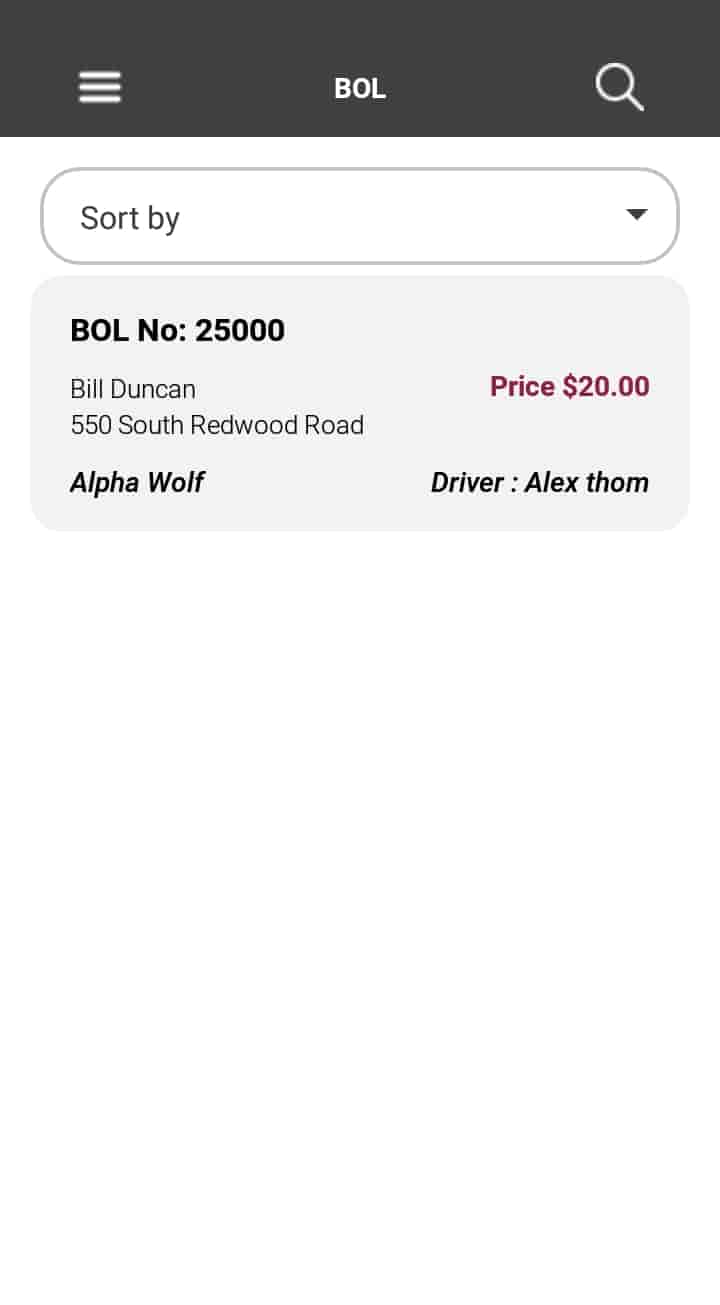 BOL
Sort by
BOL No: 25000
Bill Duncan
Price $20.00
550 South Redwood Road
Alpha Wolf
Driver : Alex thom